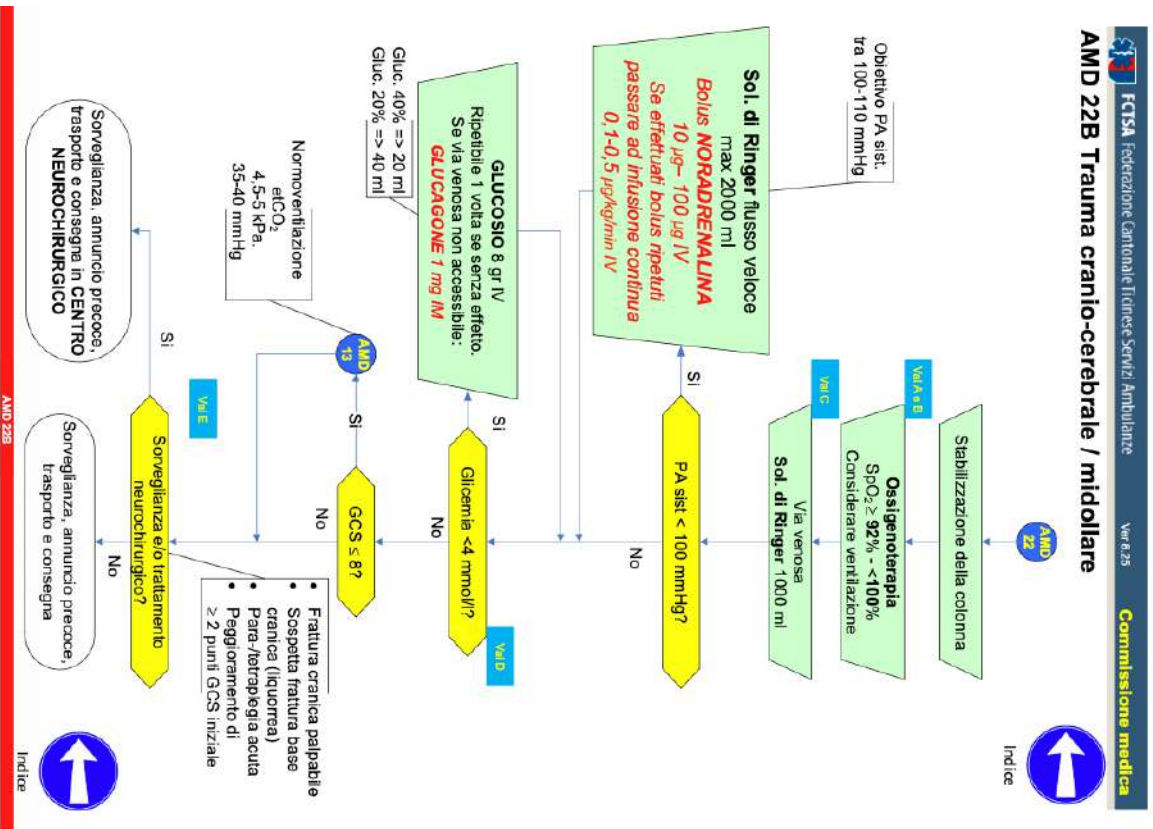 FCTSA Federazione Cantonale Ticinese Servizi Ambulanze
Ver 8.25
Commissione medica
AMD 22B Trauma cranio-cerebrale / midollare
Indice
AMD
22
Stabilizzazione della colonna
Val A e B
Ossigenoterapia
SpO₂ ≥ 92% - <100%
Considerare ventilazione
Val C
Via venosa
Sol. di Ringer 1000 ml
PA sist < 100 mmHg?
Si
No
Obiettivo PA sist.
tra 100-110 mmHg
Sol. di Ringer flusso veloce
max 2000 ml
Bolus NORADRENALINA
10 µg– 100 µg IV
Se effettuati bolus ripetuti
passare ad infusione continua
0,1-0,5 µg/kg/min IV
Val D
Glicemia <4 mmol/l?
Si
No
GLUCOSIO 8 gr IV
Ripetibile 1 volta se senza effetto.
Se via venosa non accessibile:
GLUCAGONE 1 mg IM
Gluc. 40% => 20 ml
Gluc. 20% => 40 ml
GCS ≤ 8?
Si
No
AMD
13
Normoventilazione
etCO₂
4,5-5 kPa.
35-40 mmHg
Val E
Sorveglianza e/o trattamento
neurochirurgico?
Si
No
• Frattura cranica palpabile
• Sospetta frattura base
cranica (liquorrea)
• Para-/tetraplegia acuta
• Peggioramento di
≥ 2 punti GCS iniziale
Sorveglianza, annuncio precoce,
trasporto e consegna in CENTRO
NEUROCHIRURGICO
Sorveglianza, annuncio precoce,
trasporto e consegna
Indice
AMD 22B